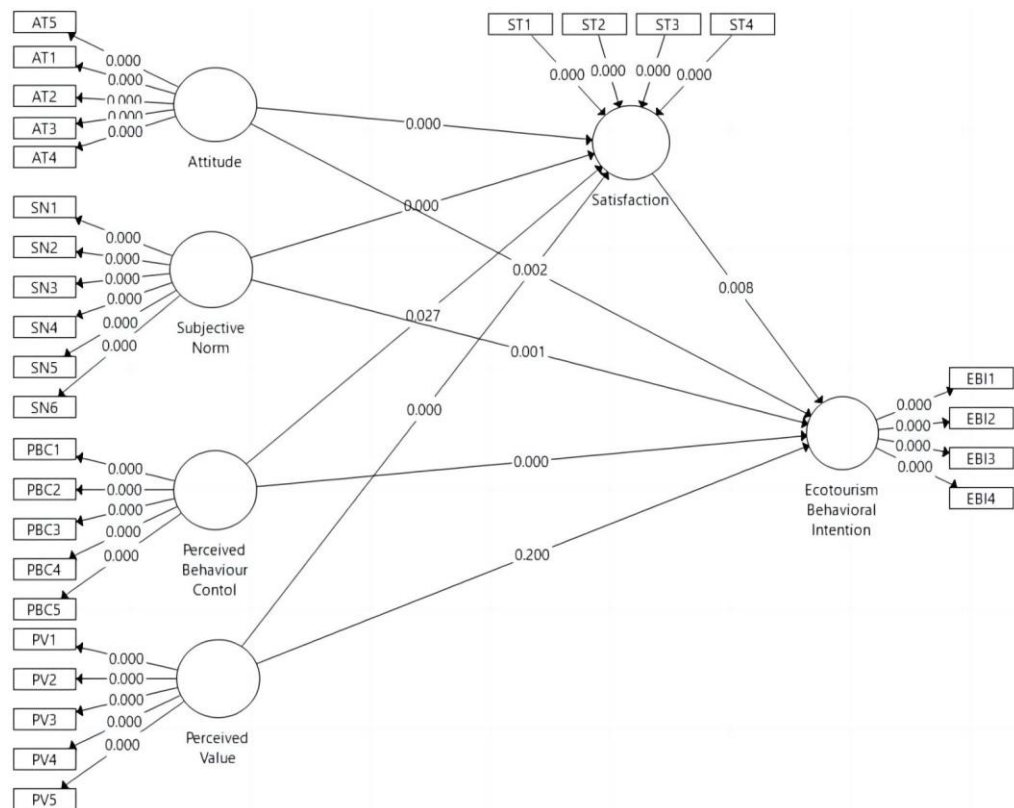 AT5
0.000
AT1
0.000
AT2
0.000
AT3
0.000
AT4
0.000
Attitude
ST1
ST2
ST3
ST4
0.000
0.000
0.000
0.000
Satisfaction
0.000
0.000
0.002
0.027
0.001
0.000
0.008
0.000
0.200
SN1
0.000
SN2
0.000
SN3
0.000
SN4
0.000
SN5
0.000
SN6
0.000
Subjective
Norm
PBC1
0.000
PBC2
0.000
PBC3
0.000
PBC4
0.000
PBC5
0.000
Perceived
Behaviour
Contol
PV1
0.000
PV2
0.000
PV3
0.000
PV4
0.000
PV5
0.000
Perceived
Value
EBI1
0.000
EBI2
0.000
EBI3
0.000
EBI4
0.000
Ecotourism
Behavioral
Intention